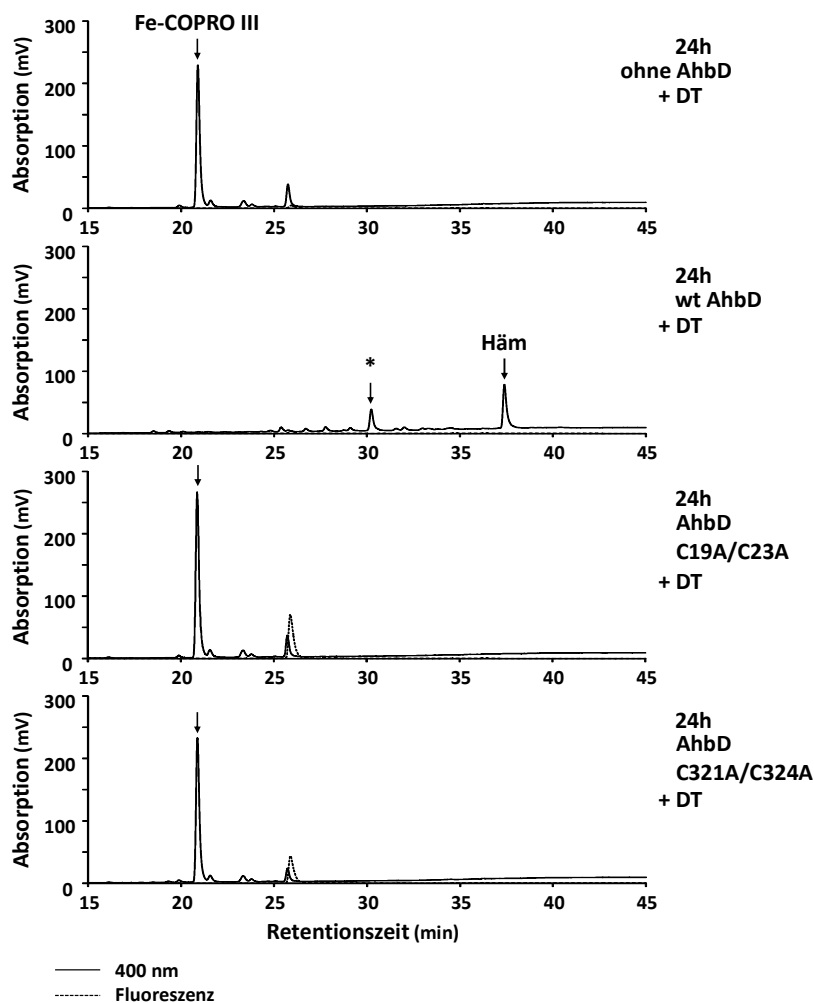 Fe-COPRO III
Absorption (mV)
300
200
100
0
15 20 25 30 35 40 45
24h
ohne AhbD
+ DT
Absorption (mV)
300
200
100
0
15 20 25 30 35 40 45
*
Häm
24h
wt AhbD
+ DT
Absorption (mV)
300
200
100
0
15 20 25 30 35 40 45
24h
AhbD
C19A/C23A
+ DT
Absorption (mV)
300
200
100
0
15 20 25 30 35 40 45
24h
AhbD
C321A/C324A
+ DT
Retentionszeit (min)
400 nm
Fluoreszenz